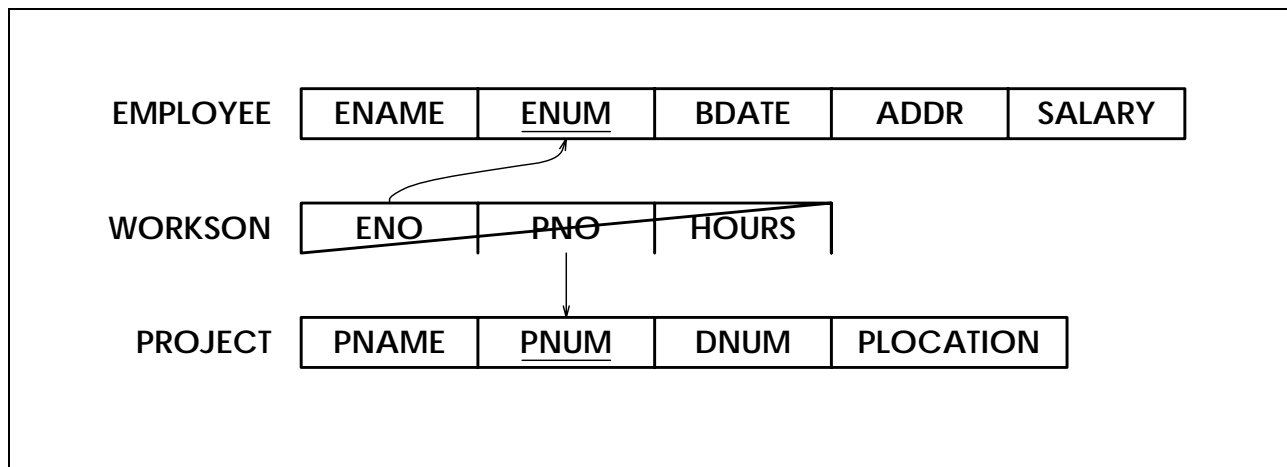 EMPLOYEE ENAME ENUM BDATE ADDR SALARY
WORKSON ENO PNO HOURS
PROJECT PNAME PNUM DNUM PLOCATION